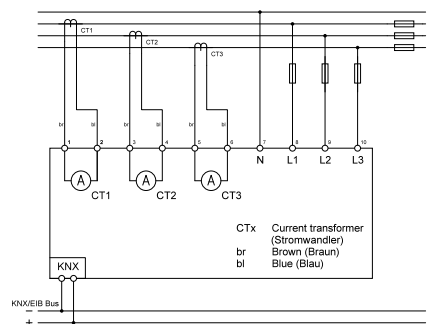 CT1
CT2
CT3
br bl br bl br bl
1 2 3 4 5 6 7 8 9 10
A A A N L1 L2 L3
CT1 CT2 CT3
CTx Current transformer
(Stromwandler)
br Brown (Braun)
bl Blue (Blau)
KNX
KNX/EIB Bus
−
+